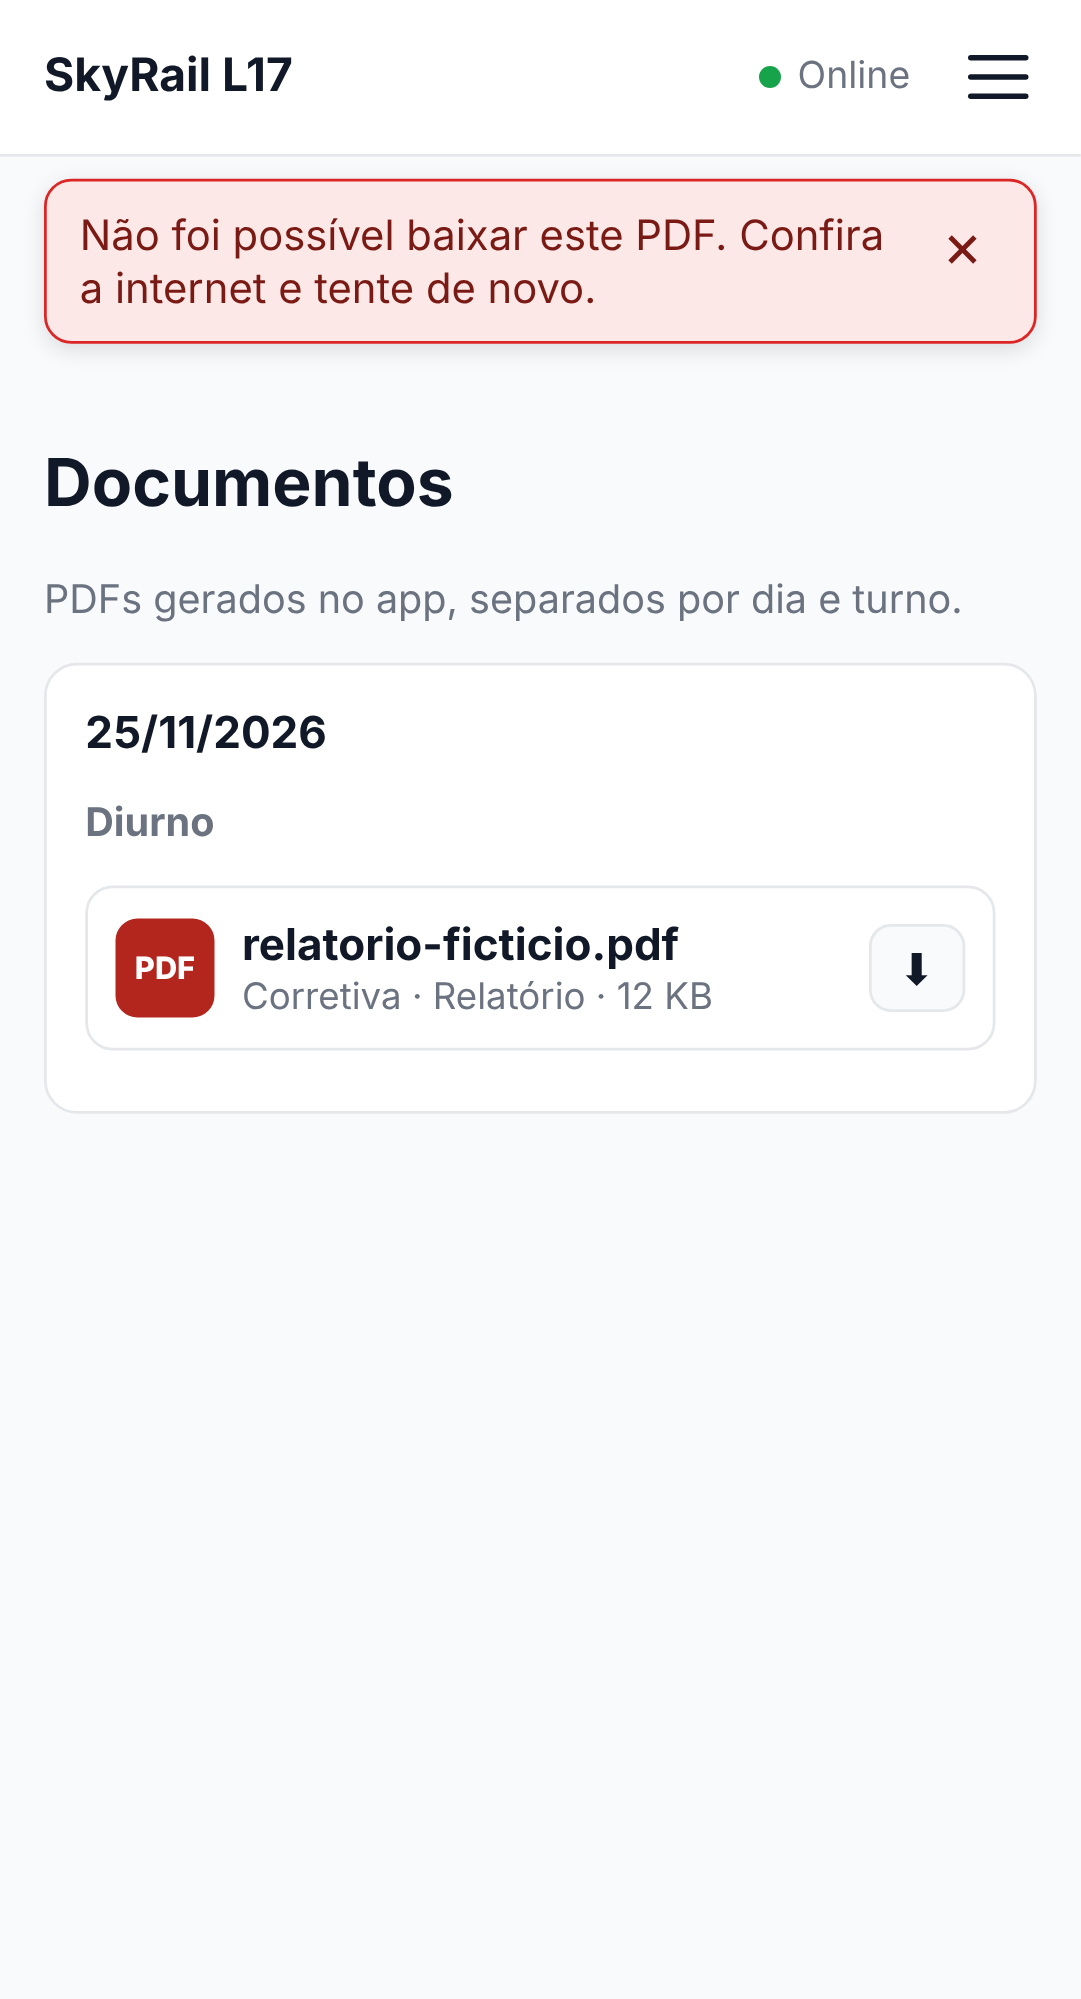 SkyRail L17
Online
Não foi possível baixar este PDF. Confira
a internet e tente de novo.
×
Documentos
PDFs gerados no app, separados por dia e turno.
25/11/2026
Diurno
PDF
relatorio-ficticio.pdf
Corretiva · Relatório · 12 KB
⬇